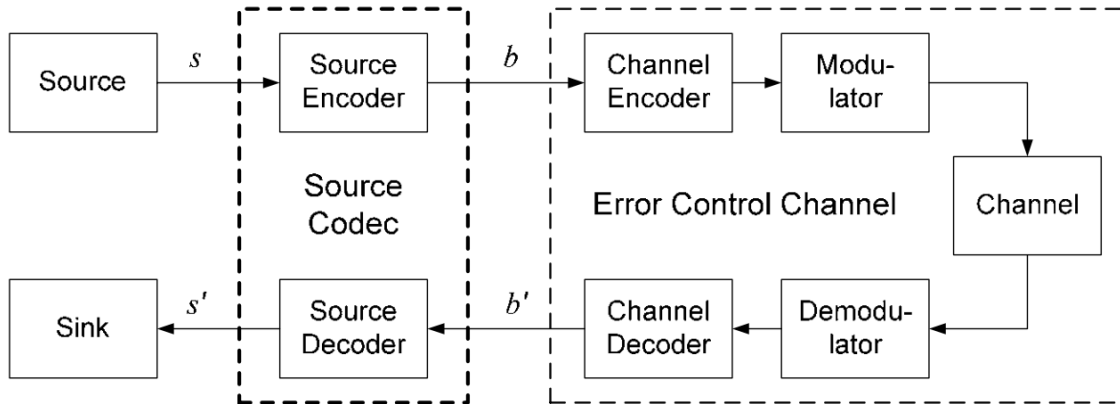 Source
s
Source
Encoder
b
Channel
Encoder
Modu-
lator
Source
Codec
Error Control Channel
Channel
Sink
s'
Source
Decoder
b'
Channel
Decoder
Demodu-
lator